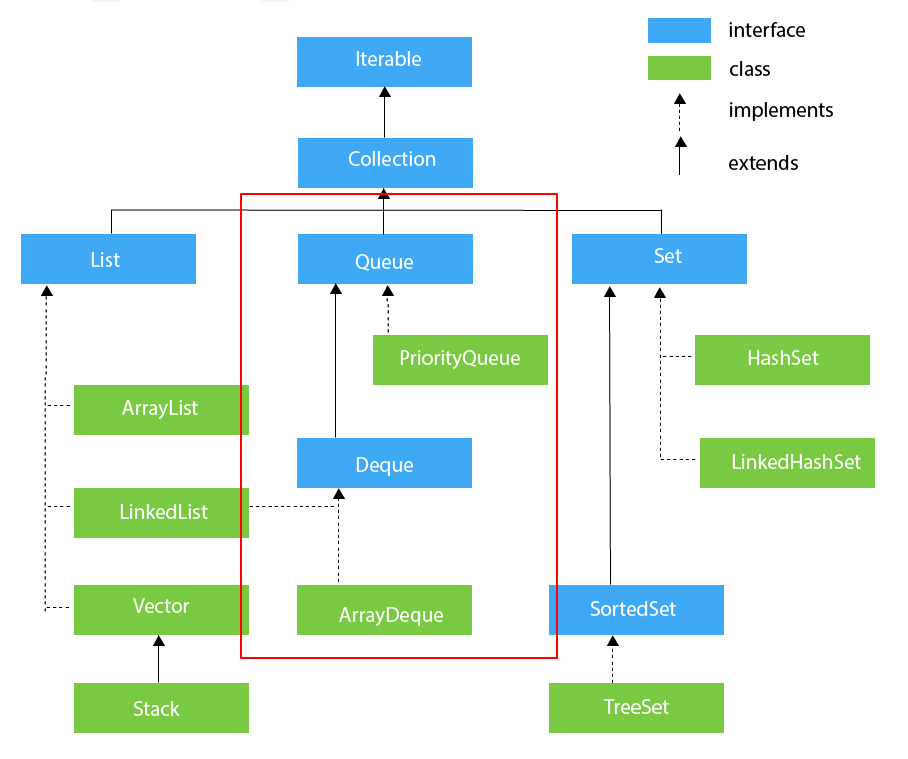 interface
Iterable
class
implements
Collection
extends
List
Queue
Set
PriorityQueue
HashSet
ArrayList
Deque
LinkedHashSet
LinkedList
Vector
ArrayDeque
SortedSet
Stack
TreeSet